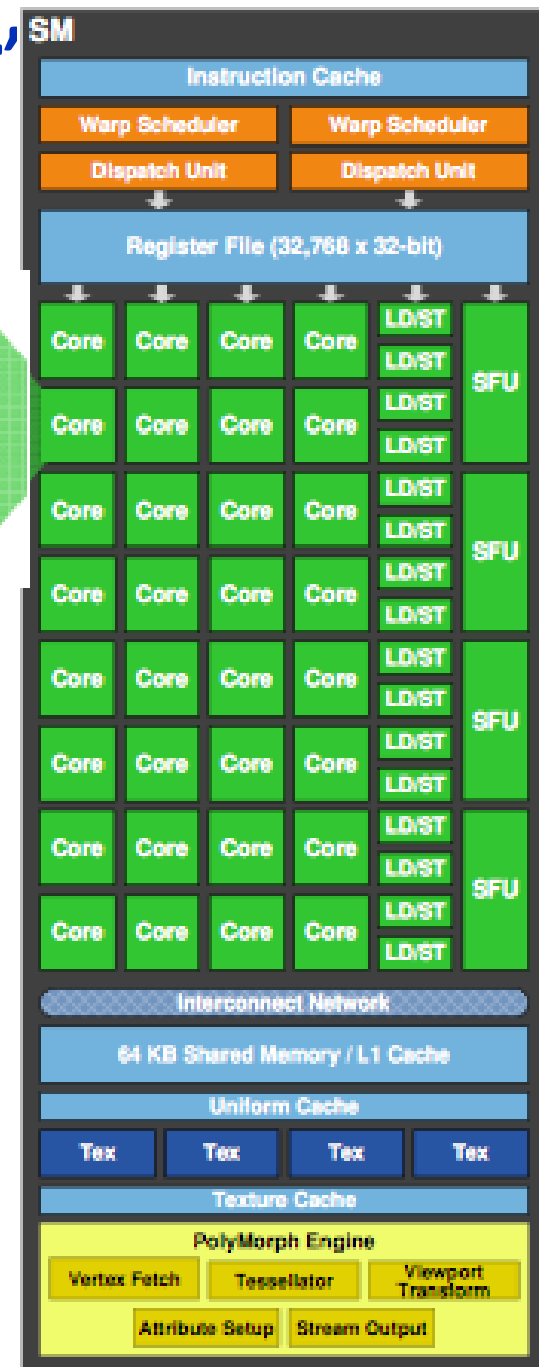 SM
Instruction Cache
Warp Scheduler Warp Scheduler
Dispatch Unit Dispatch Unit
Register File (32,768 x 32-bit)
Core Core Core Core LD/ST SFU
LD/ST
Core Core Core Core LD/ST
LD/ST
Core Core Core Core LD/ST SFU
LD/ST
Core Core Core Core LD/ST
LD/ST
Core Core Core Core LD/ST SFU
LD/ST
Core Core Core Core LD/ST
LD/ST
Core Core Core Core LD/ST SFU
LD/ST
Core Core Core Core LD/ST
LD/ST
Interconnect Network
64 KB Shared Memory / L1 Cache
Uniform Cache
Tex Tex Tex Tex
Texture Cache
PolyMorph Engine
Vertex Fetch Tessellator Viewport
Transform
Attribute Setup Stream Output